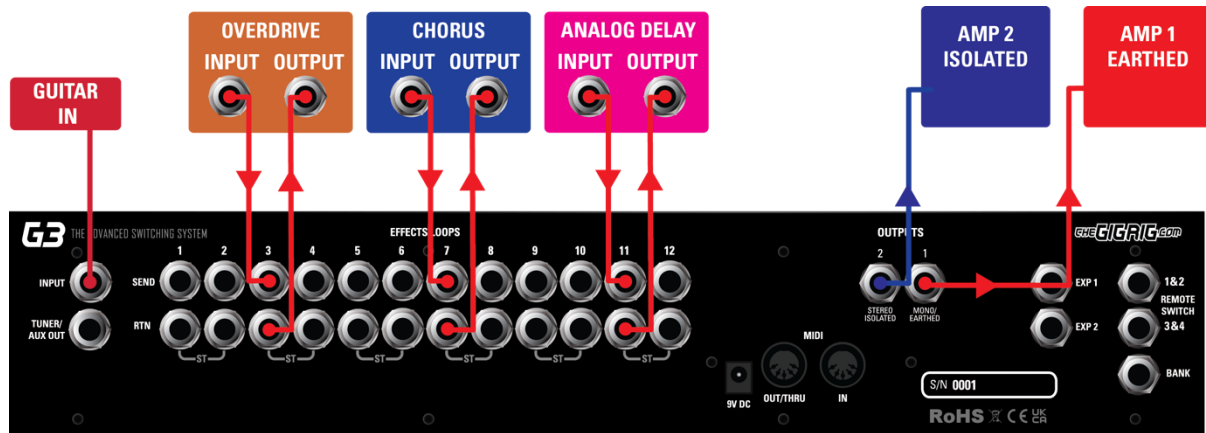 OVERDRIVE
INPUT OUTPUT
CHORUS
INPUT OUTPUT
ANALOG DELAY
INPUT OUTPUT
AMP 2
ISOLATED
AMP 1
EARTHED
GUITAR
IN
G3 THE ADVANCED SWITCHING SYSTEM
EFFECTS LOOPS
OUTPUTS
THEGIGRIG.COM
1 2 3 4 5 6 7 8 9 10 11 12
2 1
INPUT
SEND
EXP 1
1&2
REMOTE
SWITCH
3&4
STEREO
ISOLATED
MONO/
EARTHED
TUNER/
AUX OUT
RTN
EXP 2
ST ST ST ST ST ST
MIDI
BANK
9V DC
OUT/THRU
IN
S/N 0001
RoHS CE UK CA